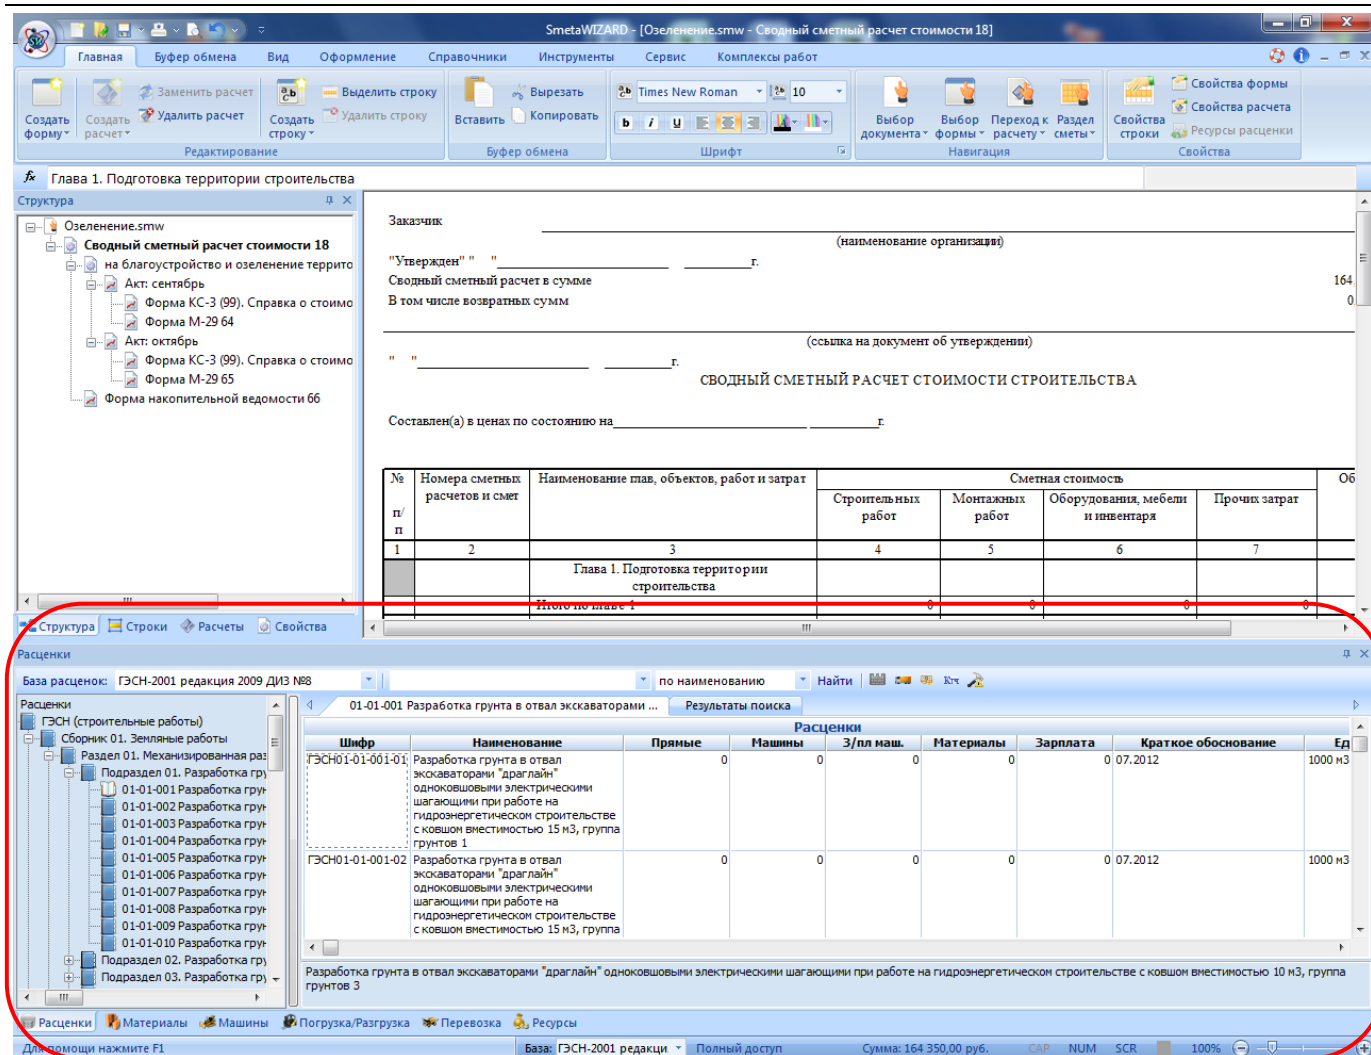 SmetaWIZARD - [Озеленение.smw - Сводный сметный расчет стоимости 18]
Главная Буфер обмена Вид Оформление Справочники Инструменты Сервис Комплексы работ
Создать форму
Создать расчет
Заменить расчет
Удалить расчет
Создать строку
Выделить строку
Удалить строку
Редактирование
Вставить
Вырезать
Копировать
Буфер обмена
Times New Roman 10
Шрифт
Выбор документа
Выбор формы
Переход к расчету
Раздел сметы
Навигация
Свойства строки
Свойства формы
Свойства расчета
Ресурсы расценки
Свойства
Глава 1. Подготовка территории строительства
Структура
Озеленение.smw
Сводный сметный расчет стоимости 18
на благоустройство и озеленение террито
Акт: сентябрь
Форма КС-3 (99). Справка о стоимо
Форма М-29 64
Акт: октябрь
Форма КС-3 (99). Справка о стоимо
Форма М-29 65
Форма накопительной ведомости 66
Структура Строки Расчеты Свойства
Заказчик
(наименование организации)
"Утвержден" " " г.
Сводный сметный расчет в сумме 164,
В том числе возвратных сумм 0
(ссылка на документ об утверждении)
" " г.
СВОДНЫЙ СМЕТНЫЙ РАСЧЕТ СТОИМОСТИ СТРОИТЕЛЬСТВА
Составлен(а) в ценах по состоянию на г.
№ п/п
Номера сметных расчетов и смет
Наименование глав, объектов, работ и затрат
Сметная стоимость
Об
Строительных работ
Монтажных работ
Оборудования, мебели и инвентаря
Прочих затрат
1 2 3 4 5 6 7
Глава 1. Подготовка территории
строительства
Итого по главе 1 0 0 0 0
Расценки
База расценок: ГЭСН-2001 редакция 2009 ДИЗ №8 по наименованию Найти Ктч
Расценки
ГЭСН (строительные работы)
Сборник 01. Земляные работы
Раздел 01. Механизированная раз
Подраздел 01. Разработка гру
01-01-001 Разработка грун
01-01-002 Разработка грун
01-01-003 Разработка грун
01-01-004 Разработка грун
01-01-005 Разработка грун
01-01-006 Разработка грун
01-01-007 Разработка грун
01-01-008 Разработка грун
01-01-009 Разработка грун
01-01-010 Разработка грун
Подраздел 02. Разработка гру
Подраздел 03. Разработка гру
01-01-001 Разработка грунта в отвал экскаваторами ... Результаты поиска
Расценки
Шифр Наименование Прямые Машины З/пл маш. Материалы Зарплата Краткое обоснование Ед
ГЭСН01-01-001-01 Разработка грунта в отвал 0 0 0 0 0 07.2012 1000 м3
экскаваторами "драглайн"
одноковшовыми электрическими
шагающими при работе на
гидроэнергетическом строительстве
с ковшом вместимостью 15 м3, группа
грунтов 1
ГЭСН01-01-001-02 Разработка грунта в отвал 0 0 0 0 0 07.2012 1000 м3
экскаваторами "драглайн"
одноковшовыми электрическими
шагающими при работе на
гидроэнергетическом строительстве
с ковшом вместимостью 15 м3, группа
Разработка грунта в отвал экскаваторами "драглайн" одноковшовыми электрическими шагающими при работе на гидроэнергетическом строительстве с ковшом вместимостью 10 м3, группа
грунтов 3
Расценки Материалы Машины Погрузка/Разгрузка Перевозка Ресурсы
Для помощи нажмите F1 База: ГЭСН-2001 редакци Полный доступ Сумма: 164 350,00 руб. CAP NUM SCR 100%